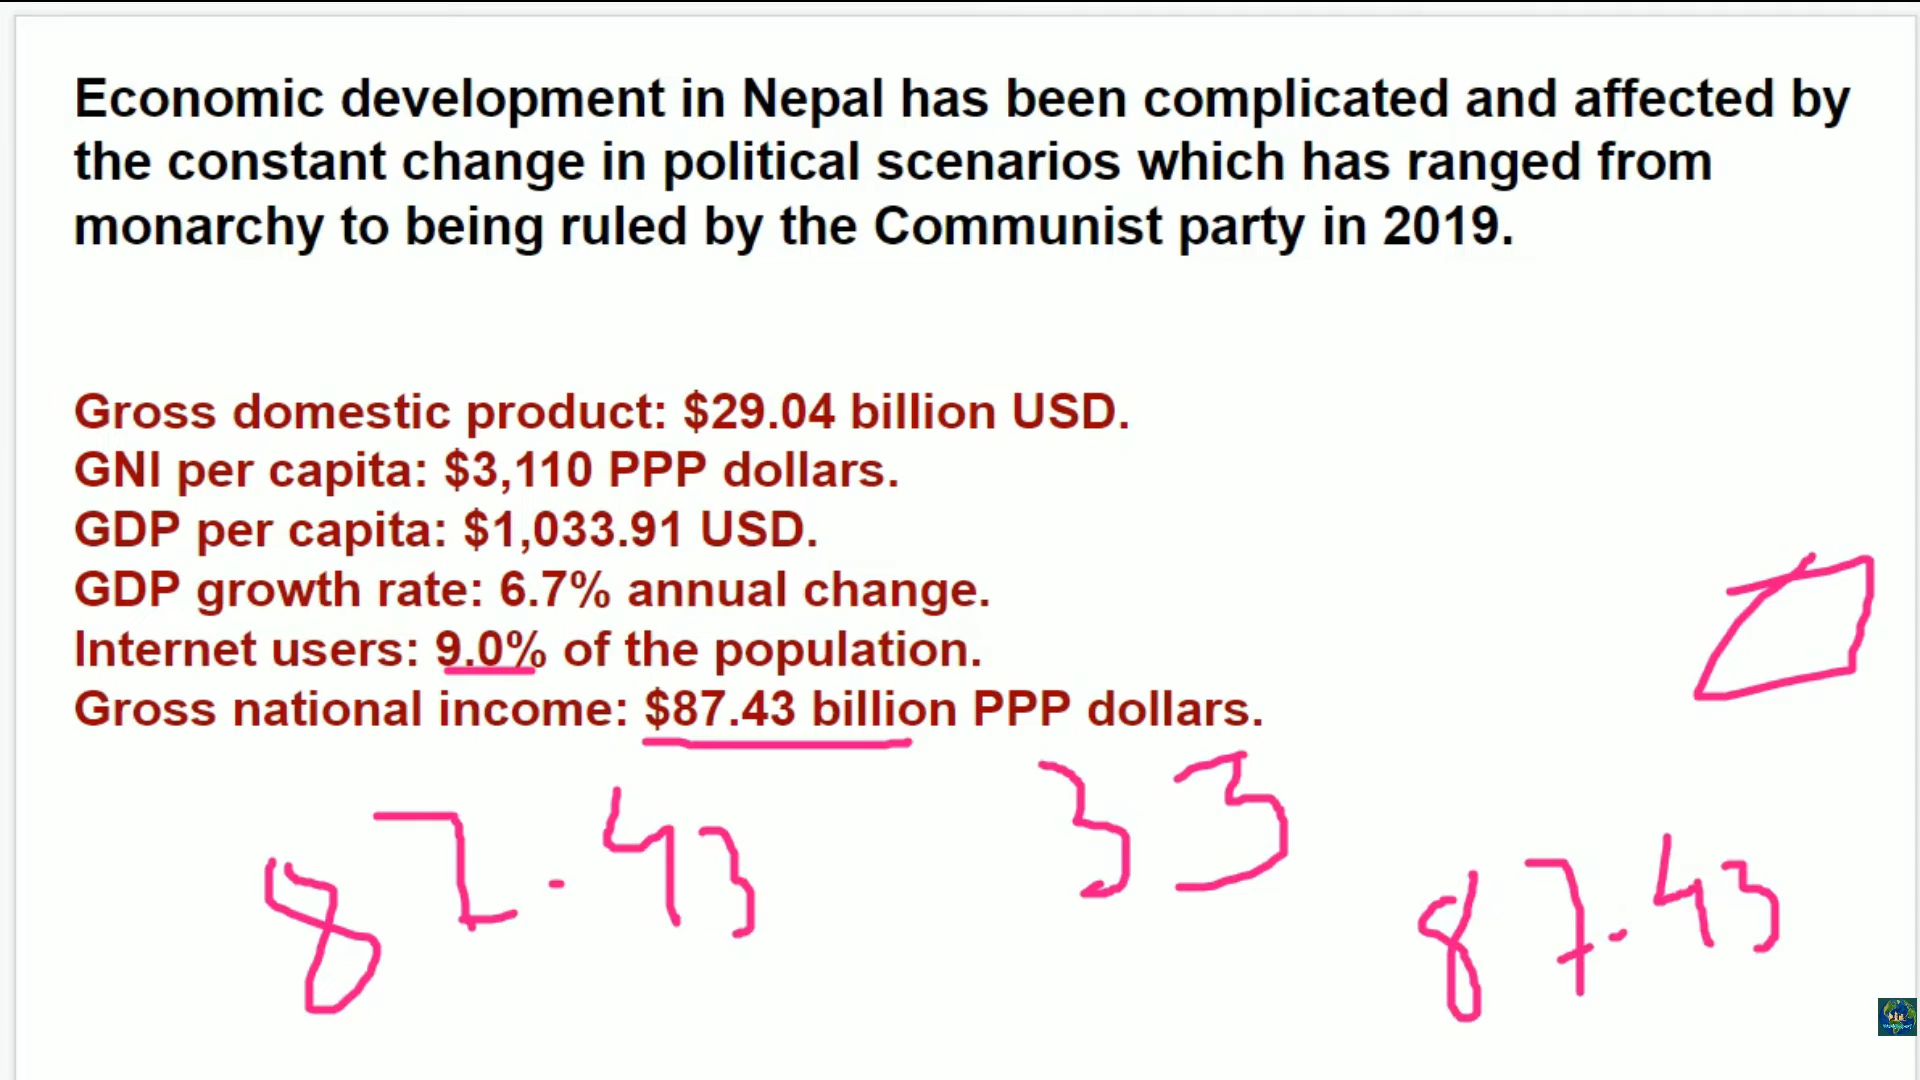 Economic development in Nepal has been complicated and affected by
the constant change in political scenarios which has ranged from
monarchy to being ruled by the Communist party in 2019.
Gross domestic product: $29.04 billion USD.
GNI per capita: $3,110 PPP dollars.
GDP per capita: $1,033.91 USD.
GDP growth rate: 6.7% annual change.
Internet users: 9.0% of the population.
Gross national income: $87.43 billion PPP dollars.
87.43 33 87.43